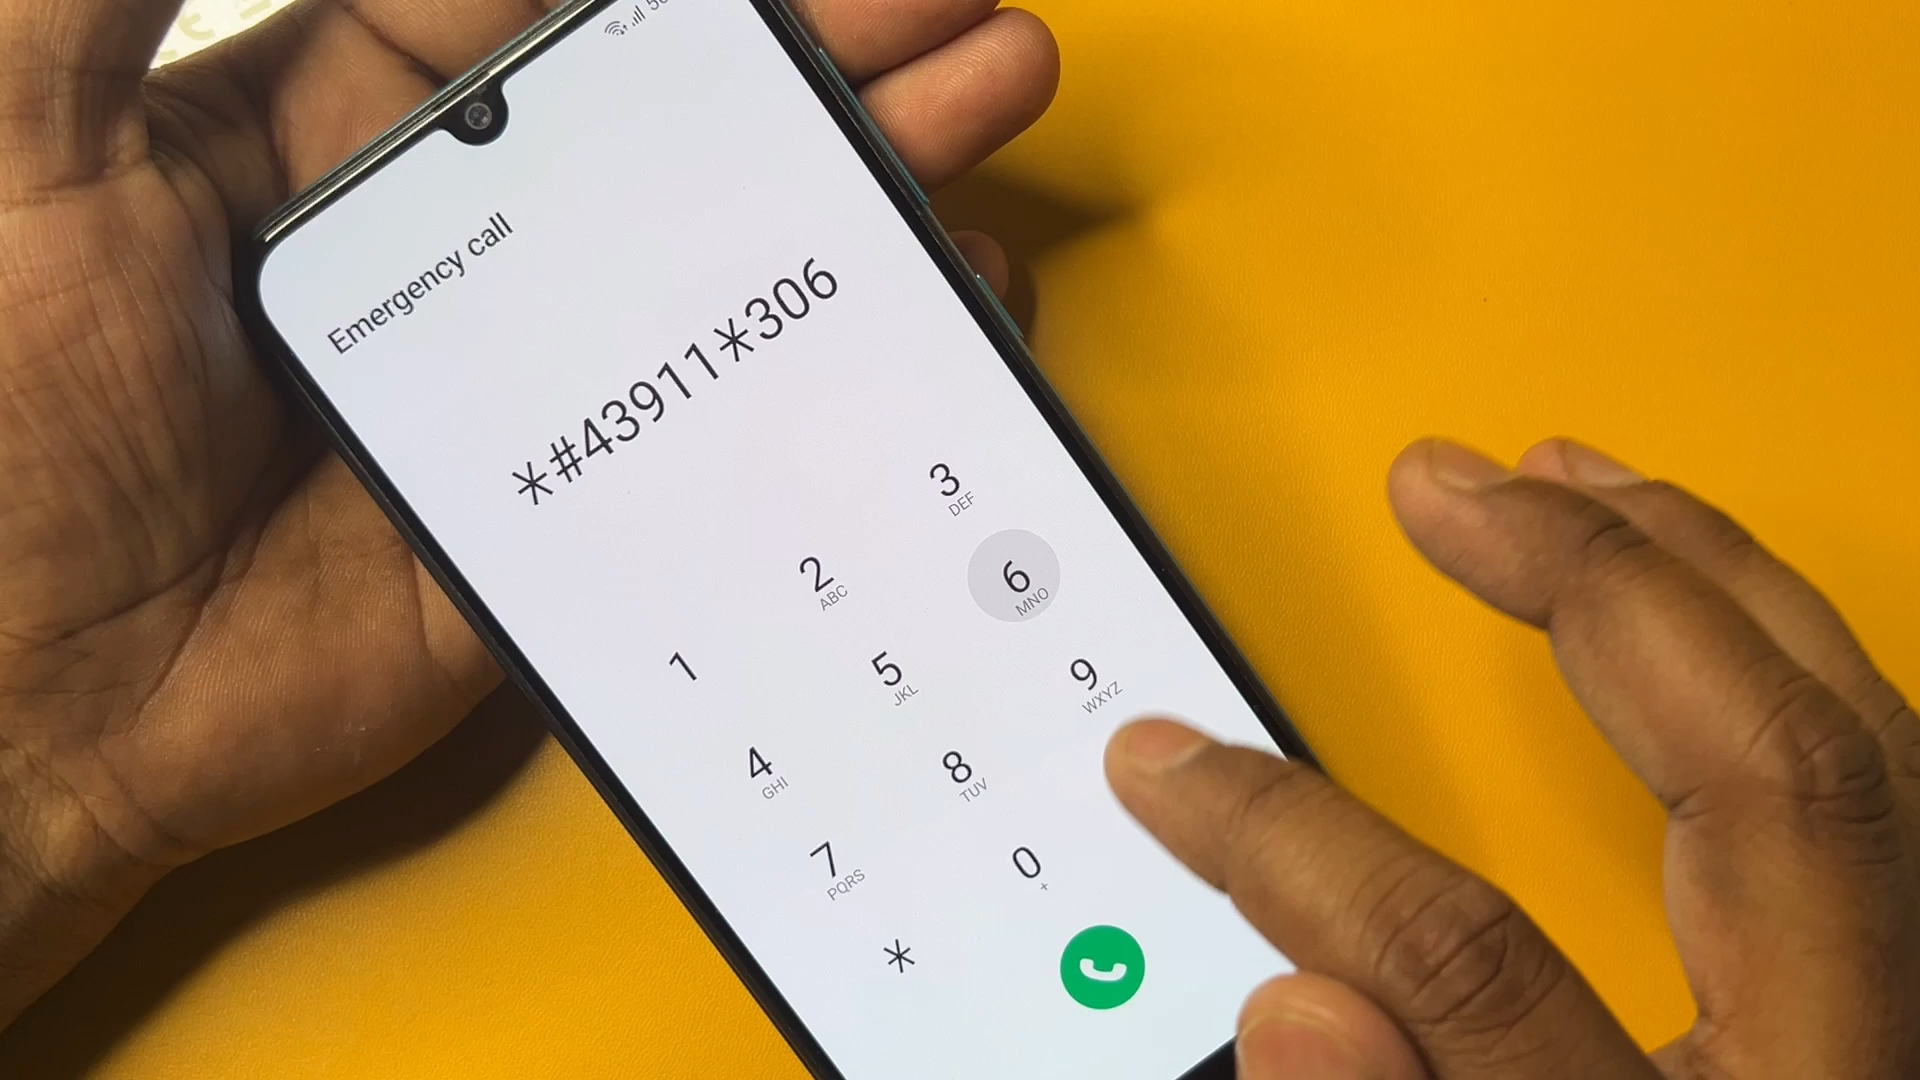 Emergency call
*#43911*306
1
2 ABC
3 DEF
4 GHI
5 JKL
6 MNO
7 PQRS
8 TUV
9 WXYZ
*
0 +